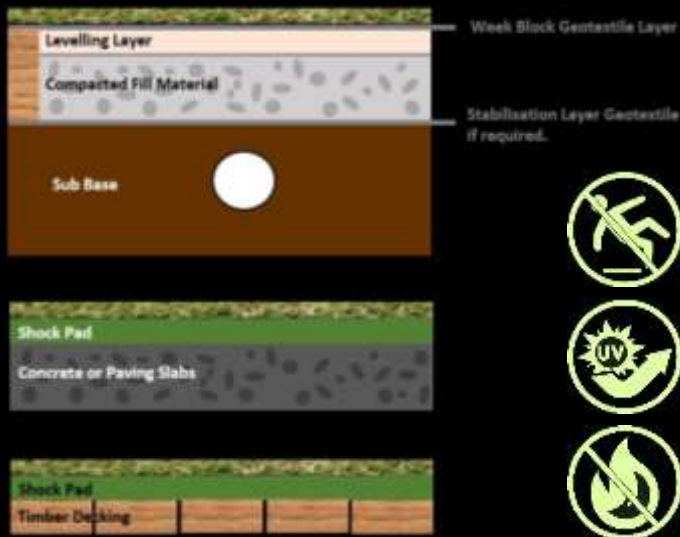 Week Block Geotextile Layer
Levelling Layer
Compacted Fill Material
Stabilisation Layer Geotextile
if required.
Sub Base
UV
Shock Pad
Concrete or Paving Slabs
Shock Pad
Timber Decking